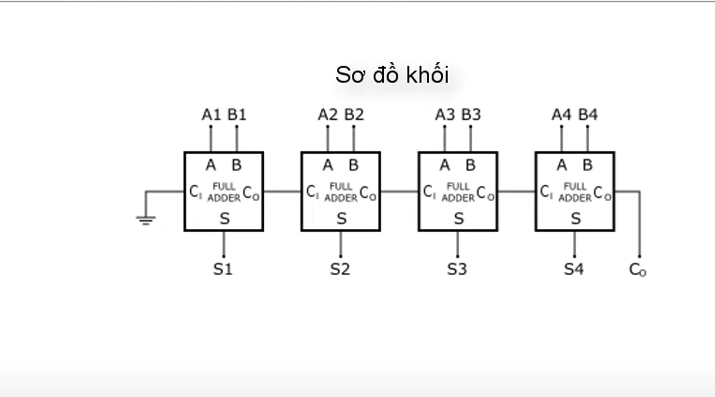 Sơ đồ khối
A1 B1 A2 B2 A3 B3 A4 B4
A B A B A B A B
CI FULL ADDER CO CI FULL ADDER CO CI FULL ADDER CO CI FULL ADDER CO
S S S S
S1 S2 S3 S4 CO